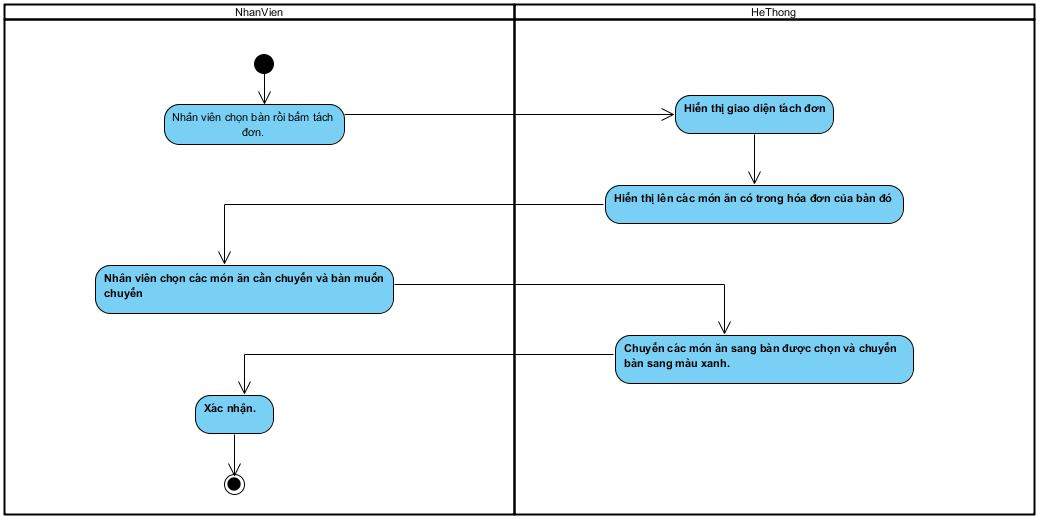 NhanVien
HeThong
Nhân viên chọn bàn rồi bấm tách
đơn.
Hiển thị giao diện tách đơn
Hiển thị lên các món ăn có trong hóa đơn của bàn đó
Nhân viên chọn các món ăn cần chuyển và bàn muốn
chuyển
Chuyển các món ăn sang bàn được chọn và chuyển
bàn sang màu xanh.
Xác nhận.